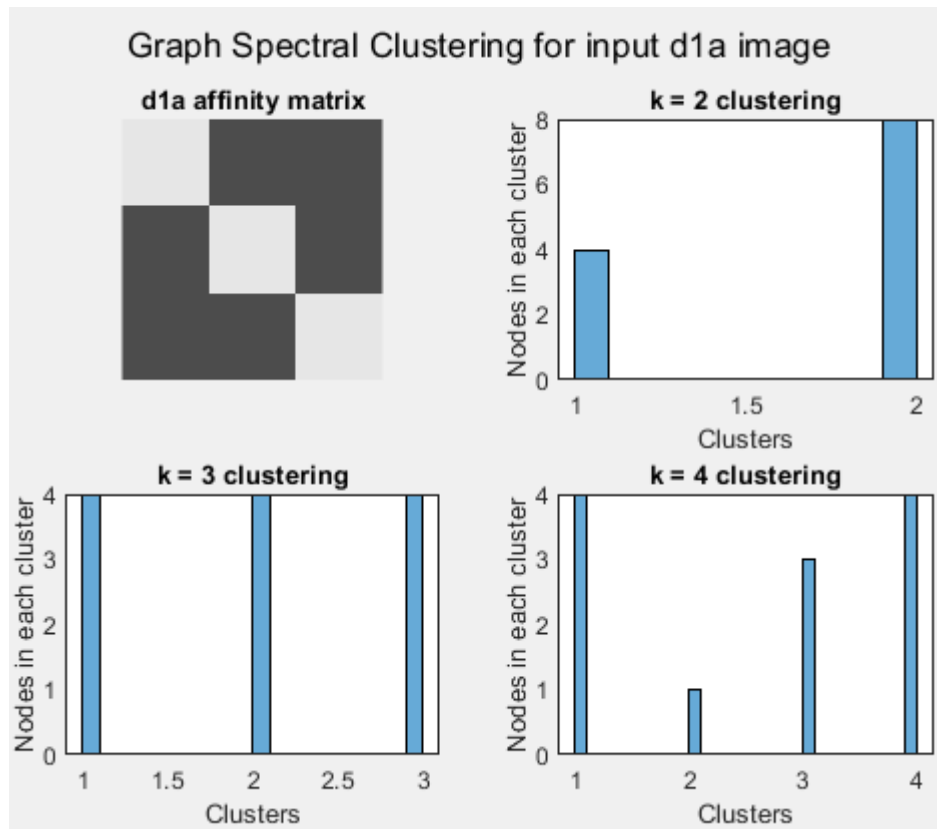 Graph Spectral Clustering for input d1a image
d1a affinity matrix
k = 2 clustering
Nodes in each cluster
8
6
4
2
0
1 1.5 2
Clusters
k = 3 clustering
Nodes in each cluster
4
3
2
1
0
1 1.5 2 2.5 3
Clusters
k = 4 clustering
Nodes in each cluster
4
3
2
1
0
1 2 3 4
Clusters